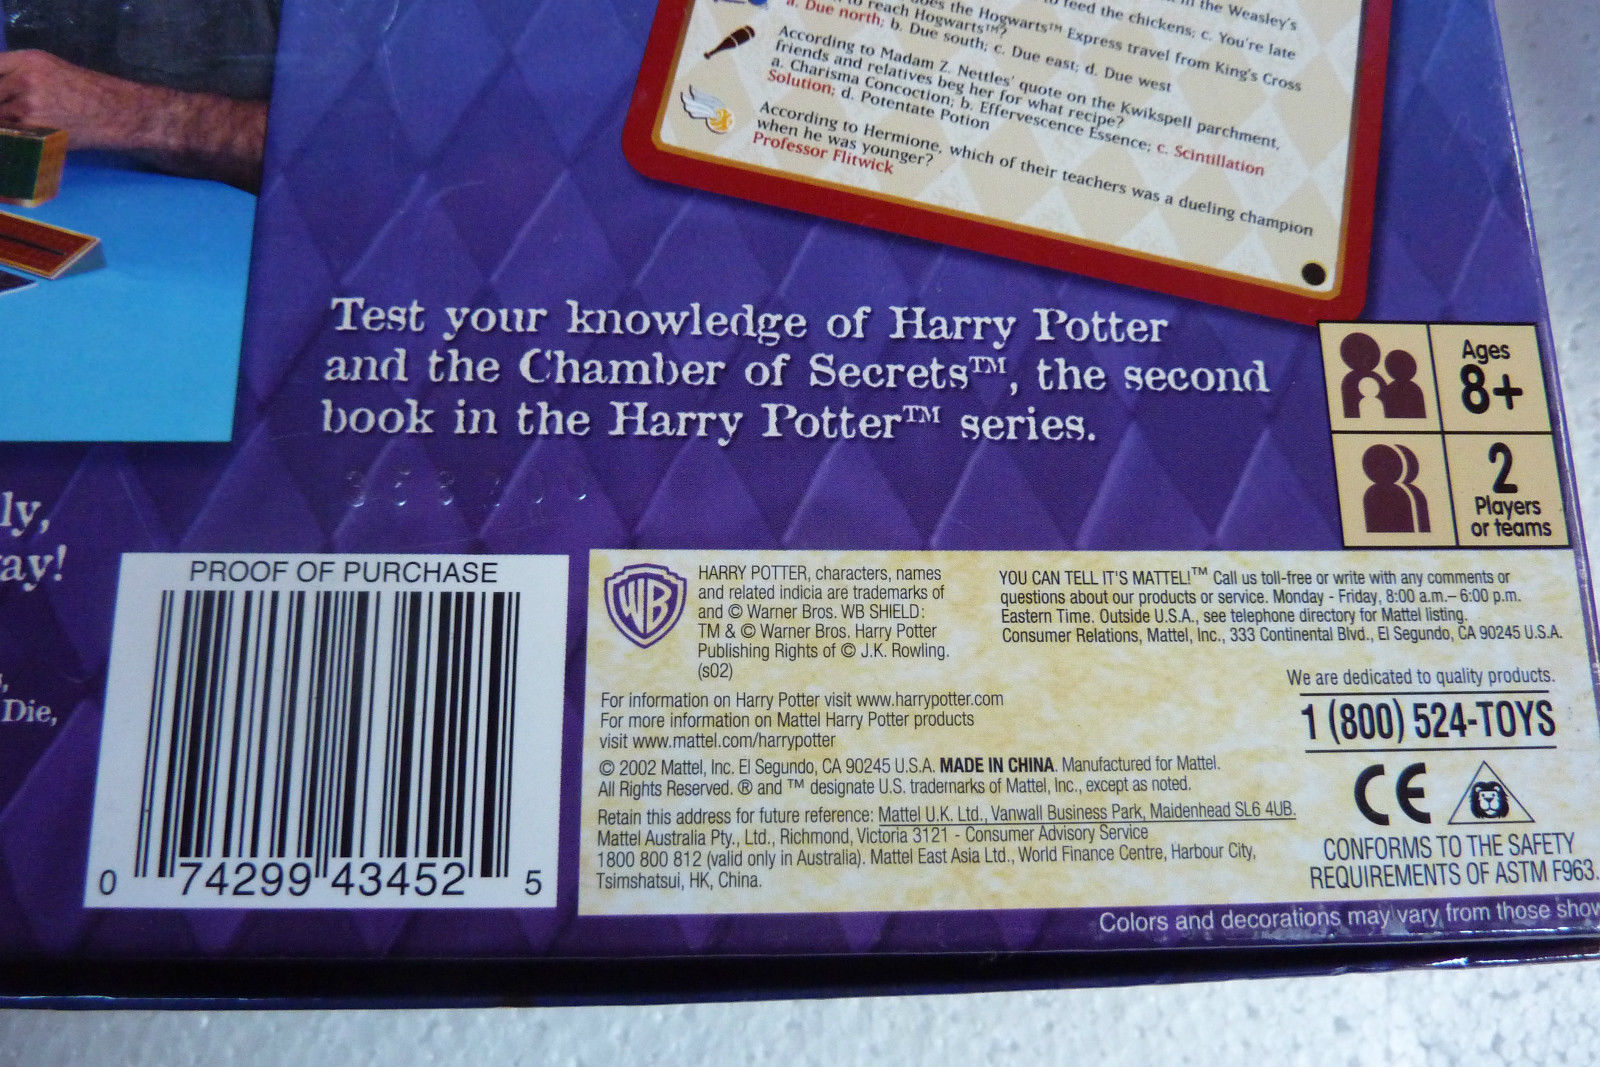 in the Weasley's
feed the chickens; c. You're late
the Hogwarts™ Express travel from King's Cross
reach Hogwarts™?
a. Due north; b. Due south; c. Due east; d. Due west
According to Madam Z. Nettles' quote on the Kwikspell parchment,
friends and relatives beg her for what recipe?
a. Charisma Concoction; b. Effervescence Essence; c. Scintillation
Solution; d. Potentate Potion
According to Hermione, which of their teachers was a dueling champion
when he was younger?
Professor Flitwick
Test your knowledge of Harry Potter
and the Chamber of Secrets™, the second
book in the Harry Potter™ series.
Ages
8+
2
Players
or teams
ly,
ay!
Die,
PROOF OF PURCHASE
0 74299 43452 5
WB
HARRY POTTER, characters, names
and related indicia are trademarks of
and © Warner Bros. WB SHIELD:
TM & © Warner Bros. Harry Potter
Publishing Rights of © J.K. Rowling.
(s02)
For information on Harry Potter visit www.harrypotter.com
For more information on Mattel Harry Potter products
visit www.mattel.com/harrypotter
© 2002 Mattel, Inc. El Segundo, CA 90245 U.S.A. MADE IN CHINA. Manufactured for Mattel.
All Rights Reserved. ® and ™ designate U.S. trademarks of Mattel, Inc., except as noted.
Retain this address for future reference: Mattel U.K. Ltd., Vanwall Business Park, Maidenhead SL6 4UB.
Mattel Australia Pty., Ltd., Richmond, Victoria 3121 - Consumer Advisory Service
1800 800 812 (valid only in Australia). Mattel East Asia Ltd., World Finance Centre, Harbour City,
Tsimshatsui, HK, China.
YOU CAN TELL IT'S MATTEL!™ Call us toll-free or write with any comments or
questions about our products or service. Monday - Friday, 8:00 a.m.– 6:00 p.m.
Eastern Time. Outside U.S.A., see telephone directory for Mattel listing.
Consumer Relations, Mattel, Inc., 333 Continental Blvd., El Segundo, CA 90245 U.S.A.
We are dedicated to quality products.
1 (800) 524-TOYS
CE
CONFORMS TO THE SAFETY
REQUIREMENTS OF ASTM F963.
Colors and decorations may vary from those show